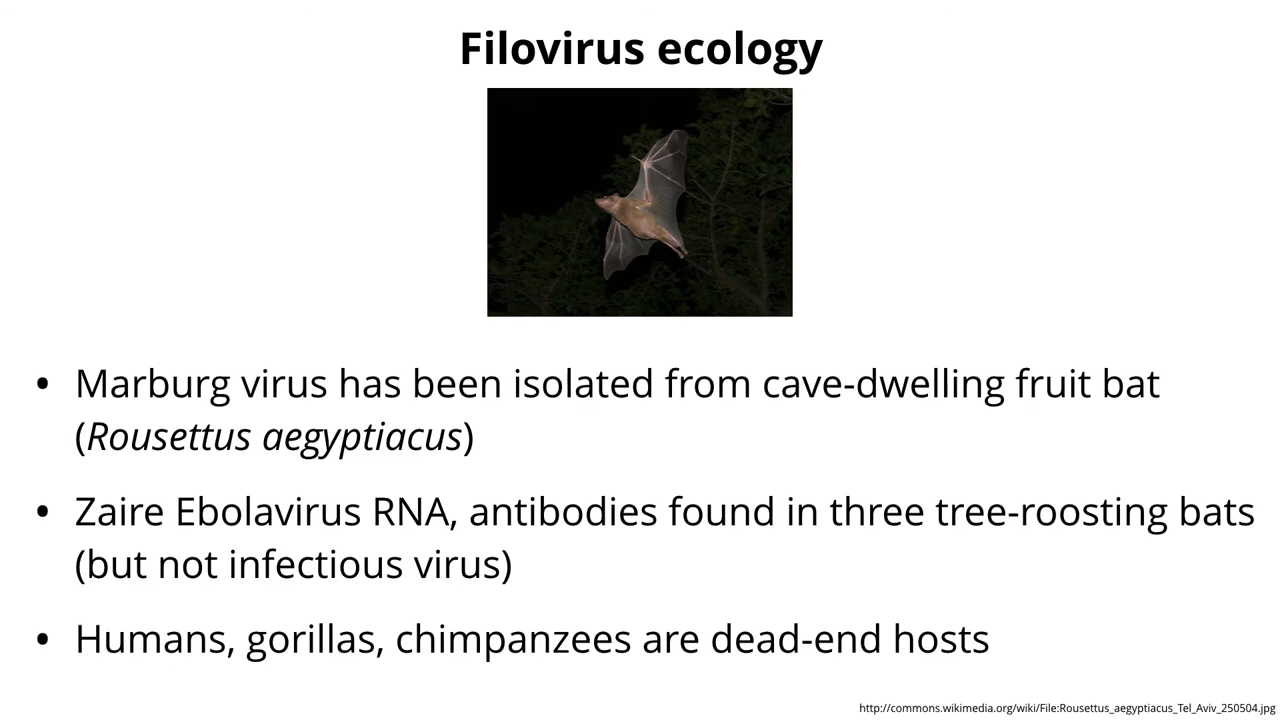 Filovirus ecology
• Marburg virus has been isolated from cave-dwelling fruit bat
(Rousettus aegyptiacus)
• Zaire Ebolavirus RNA, antibodies found in three tree-roosting bats
(but not infectious virus)
• Humans, gorillas, chimpanzees are dead-end hosts
http://commons.wikimedia.org/wiki/File:Rousettus_aegyptiacus_Tel_Aviv_250504.jpg